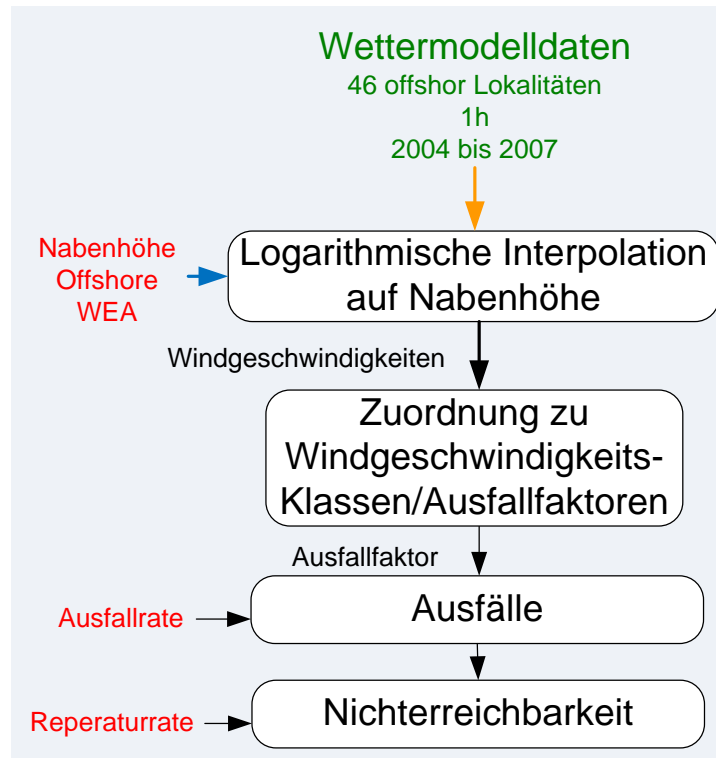 Wettermodelldaten
46 offshor Lokalitäten
1h
2004 bis 2007
Nabenhöhe
Offshore
WEA
Logarithmische Interpolation
auf Nabenhöhe
Windgeschwindigkeiten
Zuordnung zu
Windgeschwindigkeits-
Klassen/Ausfallfaktoren
Ausfallfaktor
Ausfallrate
Ausfälle
Reperaturrate
Nichterreichbarkeit